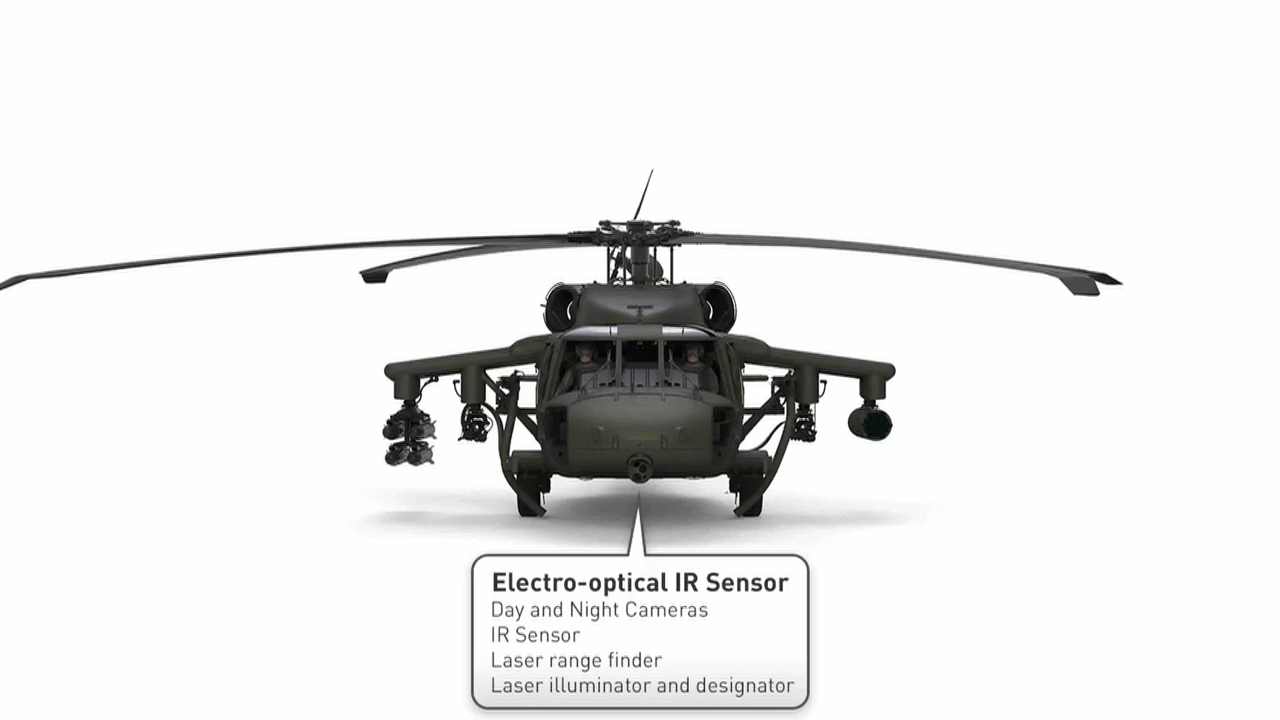 Electro-optical IR Sensor
Day and Night Cameras
IR Sensor
Laser range finder
Laser illuminator and designator